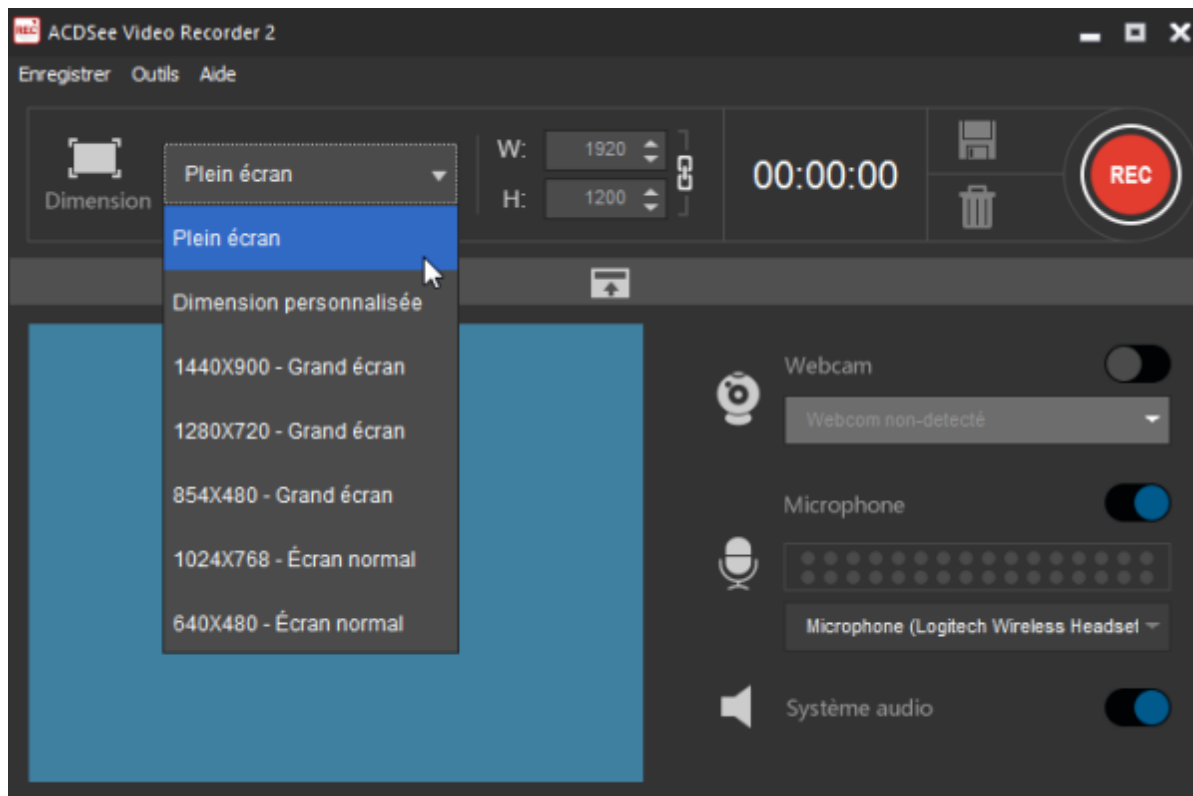 REC
ACDSee Video Recorder 2
Enregistrer Outils Aide
Dimension
Plein écran
W: 1920
H: 1200
00:00:00
REC
Plein écran
Dimension personnalisée
1440X900 - Grand écran
1280X720 - Grand écran
854X480 - Grand écran
1024X768 - Écran normal
640X480 - Écran normal
Webcam
Webcom non-detecté
Microphone
Microphone (Logitech Wireless Headset
Système audio